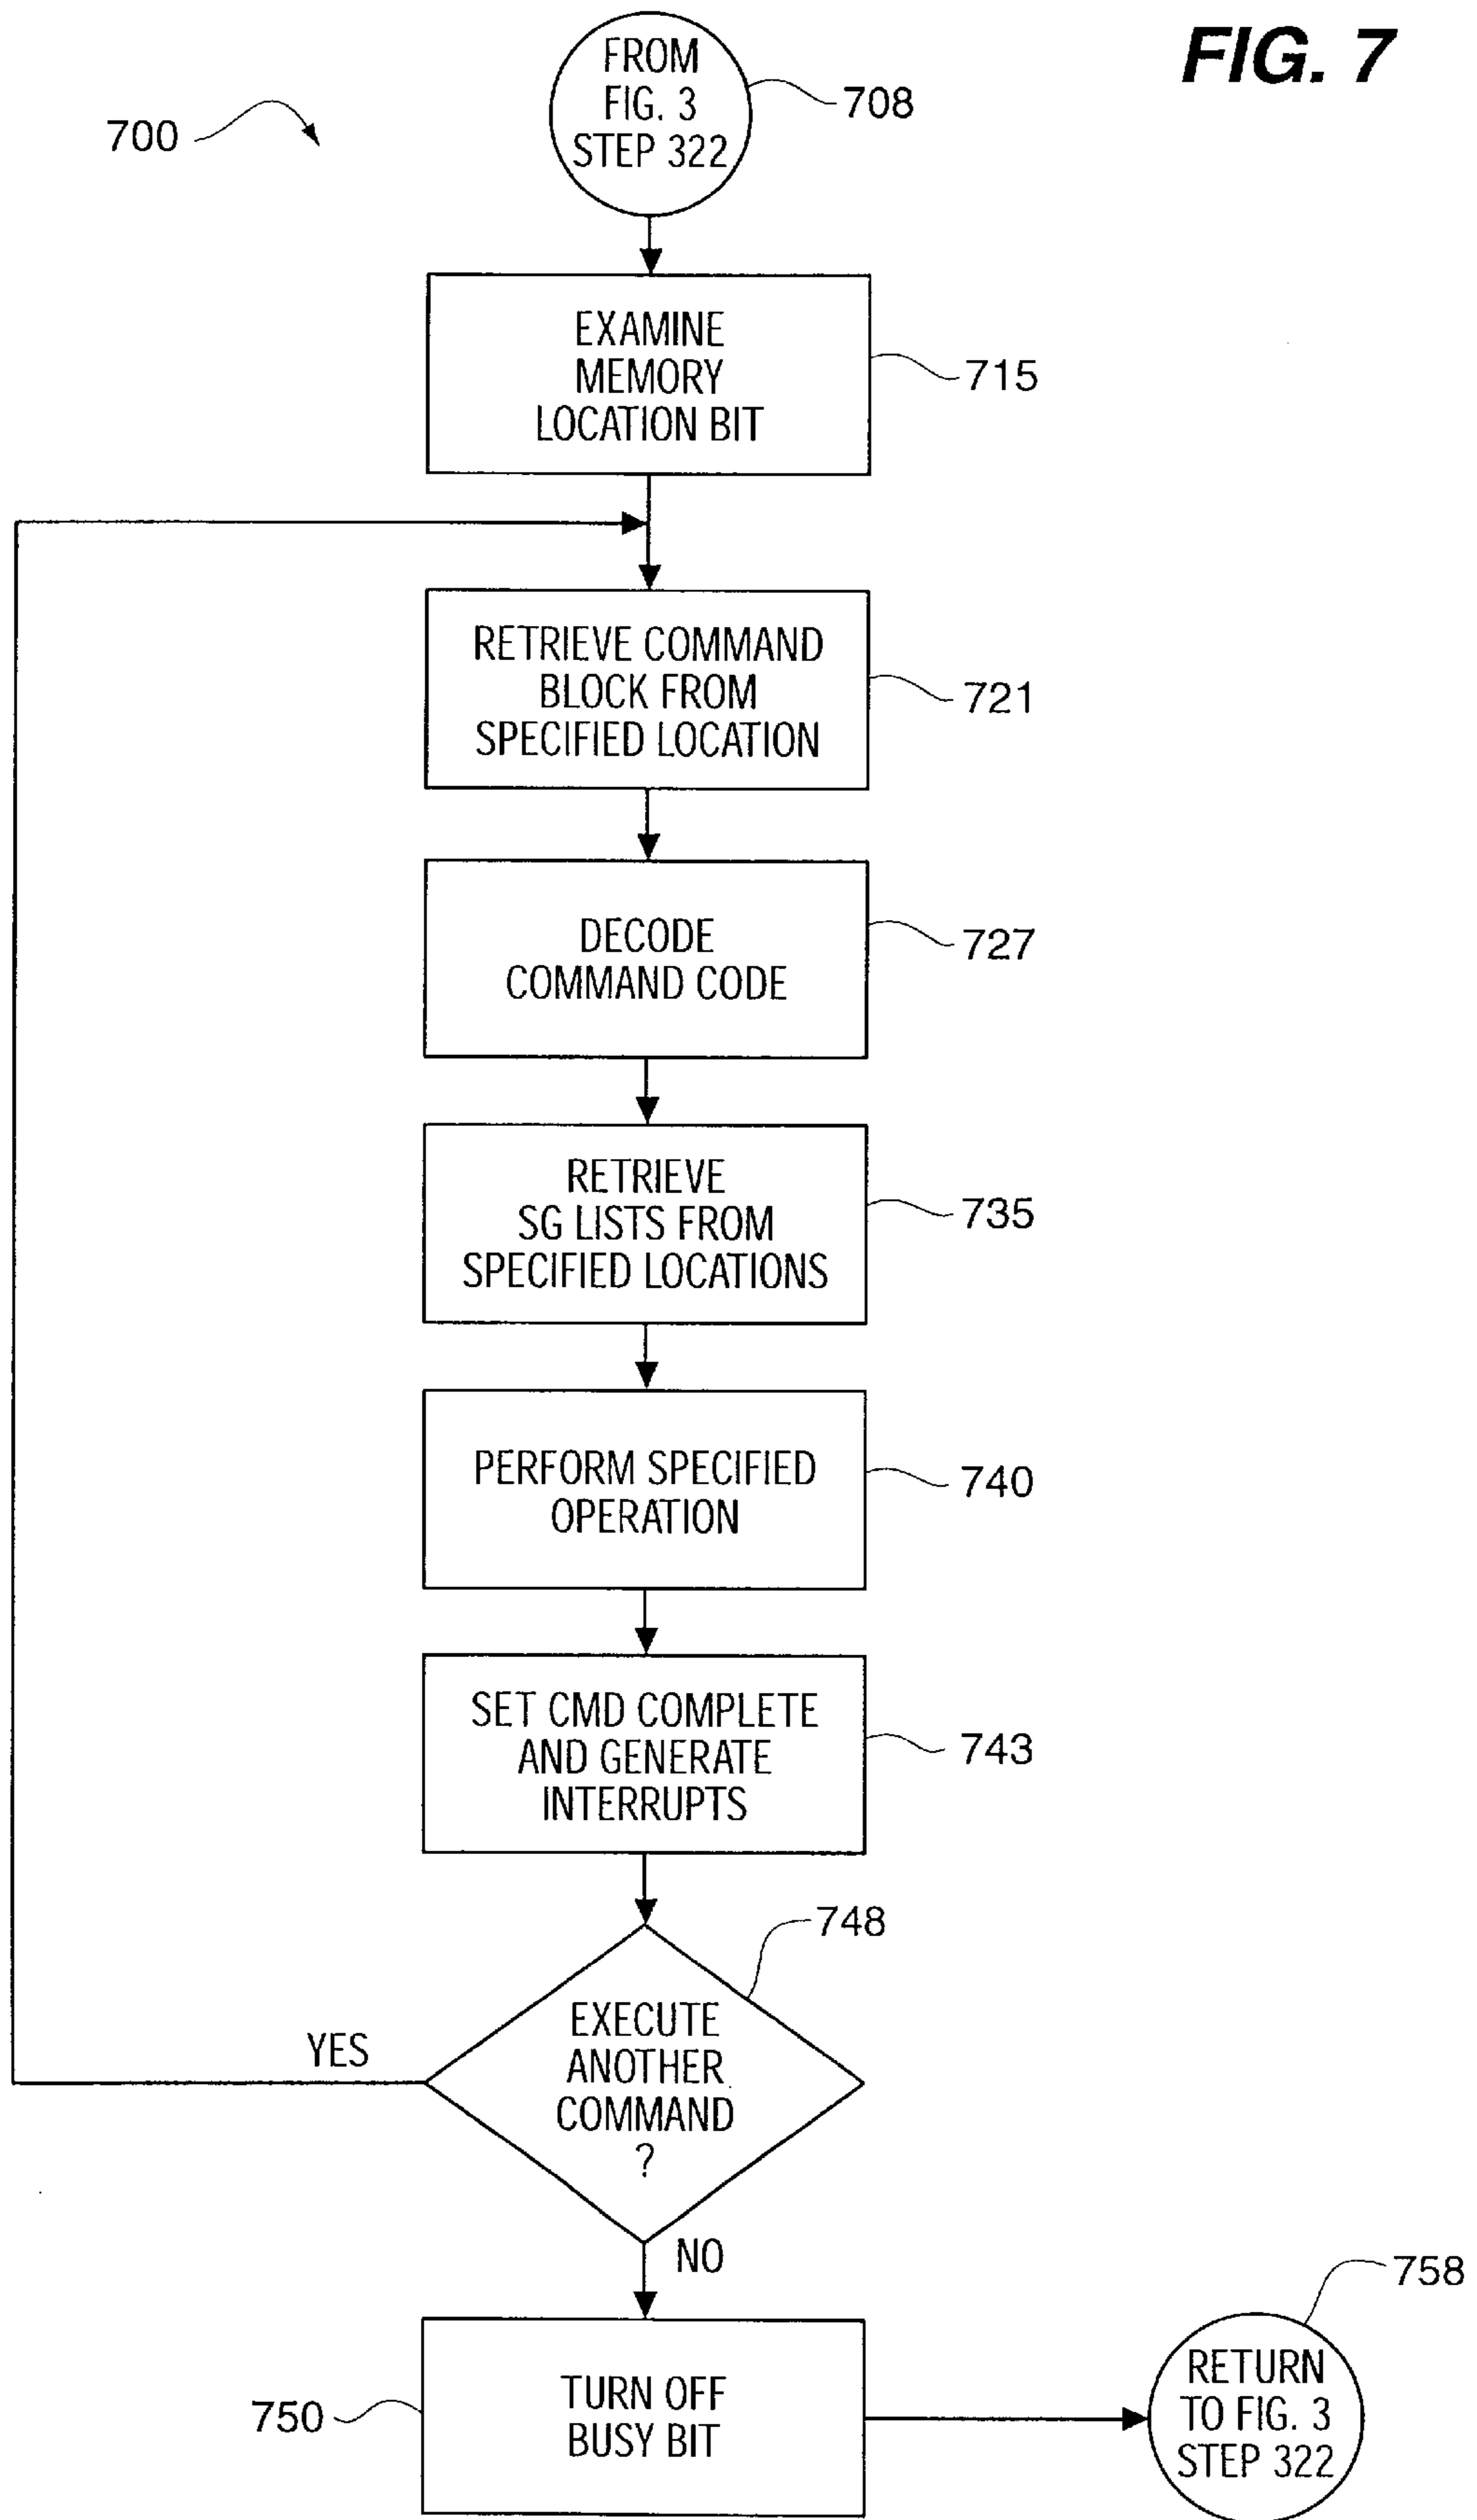 FIG. 7
700
FROM
FIG. 3
STEP 322
708
EXAMINE
MEMORY
LOCATION BIT
715
RETRIEVE COMMAND
BLOCK FROM
SPECIFIED LOCATION
721
DECODE
COMMAND CODE
727
RETRIEVE
SG LISTS FROM
SPECIFIED LOCATIONS
735
PERFORM SPECIFIED
OPERATION
740
SET CMD COMPLETE
AND GENERATE
INTERRUPTS
743
748
EXECUTE
ANOTHER
COMMAND
?
YES
NO
750
TURN OFF
BUSY BIT
758
RETURN
TO FIG. 3
STEP 322